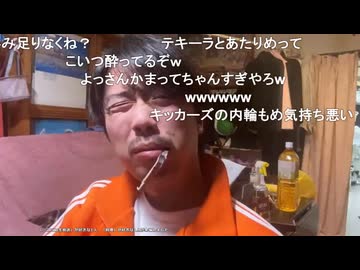 み足りなくね?
テキーラとあたりめって
こいつ酔ってるぞw
よっさんかまってちゃんすぎやろw
wwwwww
キッカーズの内輪もめ気持ち悪い